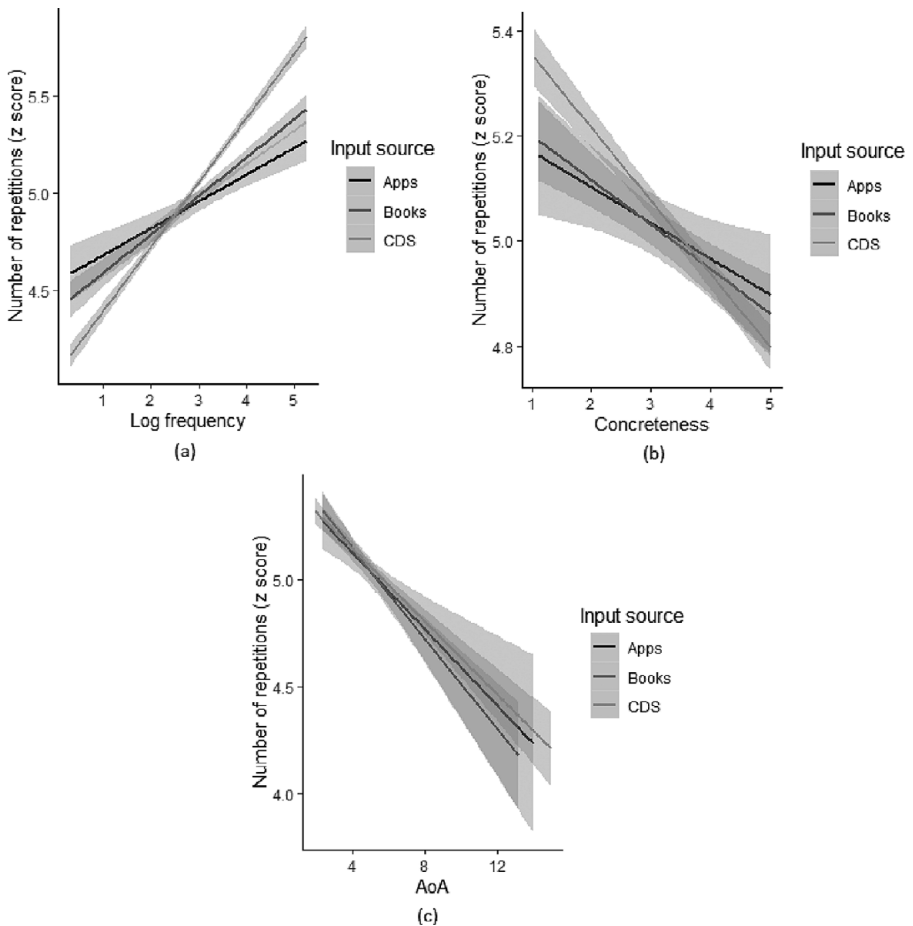 Number of repetitions (z score)
5.5
5.0
4.5
1 2 3 4 5
Log frequency
Input source
Apps
Books
CDS
(a)
Number of repetitions (z score)
5.4
5.2
5.0
4.8
1 2 3 4 5
Concreteness
Input source
Apps
Books
CDS
(b)
Number of repetitions (z score)
5.0
4.5
4.0
4 8 12
AoA
Input source
Apps
Books
CDS
(c)